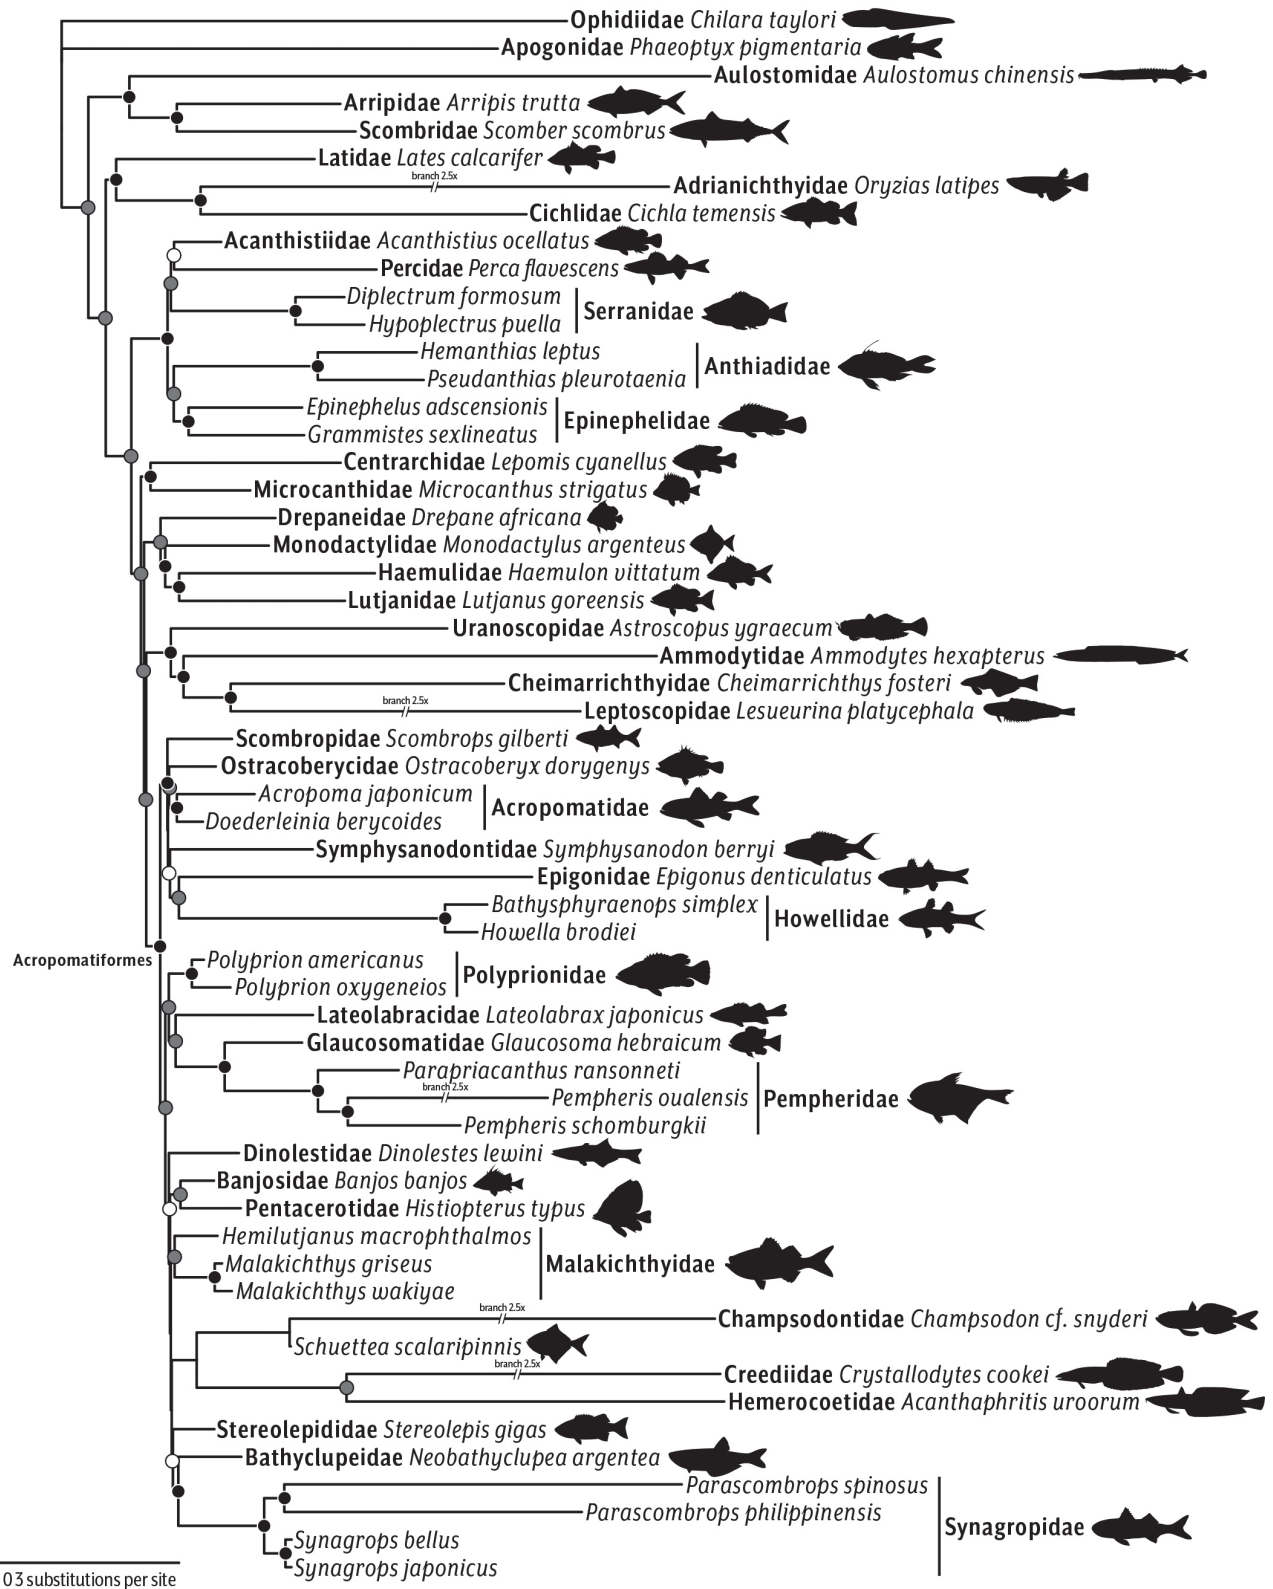 Ophidiidae Chilara taylori
Apogonidae Phaeoptyx pigmentaria
Aulostomidae Aulostomus chinensis
Arripidae Arripis trutta
Scombridae Scomber scombrus
Latidae Lates calcarifer
branch 2.5x
Adrianichthyidae Oryzias latipes
Cichlidae Cichla temensis
Acanthistiidae Acanthistius ocellatus
Percidae Perca flavescens
Diplectrum formosum
Serranidae
Hypoplectrus puella
Hemanthias leptus
Anthiadidae
Pseudanthias pleurotaenia
Epinephelus adscensionis
Epinephelidae
Grammistes sexlineatus
Centrarchidae Lepomis cyanellus
Microcanthidae Microcanthus strigatus
Drepaneidae Drepane africana
Monodactylidae Monodactylus argenteus
Haemulidae Haemulon vittatum
Lutjanidae Lutjanus goreensis
Uranoscopidae Astroscopus ygraecum
Ammodytidae Ammodytes hexapterus
Cheimarrichthyidae Cheimarrichthys fosteri
branch 2.5x
Leptoscopidae Lesueurina platycephala
Scombropidae Scombrops gilberti
Ostracoberycidae Ostracoberyx dorygenys
Acropoma japonicum
Acropomatidae
Doederleinia berycoides
Symphysanodontidae Symphysanodon berryi
Epigonidae Epigonus denticulatus
Bathysphyraenops simplex
Howellidae
Howella brodiei
Acropomatiformes
Polyprion americanus
Polyprionidae
Polyprion oxygeneios
Lateolabracidae Lateolabrax japonicus
Glaucosomatidae Glaucosoma hebraicum
Parapriacanthus ransonneti
branch 2.5x
Pempheris oualensis
Pempheridae
Pempheris schomburgkii
Dinolestidae Dinolestes lewini
Banjosidae Banjos banjos
Pentacerotidae Histiopterus typus
Hemilutjanus macrophthalmos
Malakichthys griseus
Malakichthyidae
Malakichthys wakiyae
branch 2.5x
Champsodontidae Champsodon cf. snyderi
Schuettea scalaripinnis
branch 2.5x
Creediidae Crystallodytes cookei
Hemerocoetidae Acanthaphritis uroorum
Stereolepididae Stereolepis gigas
Bathyclupeidae Neobathyclupea argentea
Parascombrops spinosus
Parascombrops philippinensis
Synagropidae
Synagrops bellus
Synagrops japonicus
03 substitutions per site